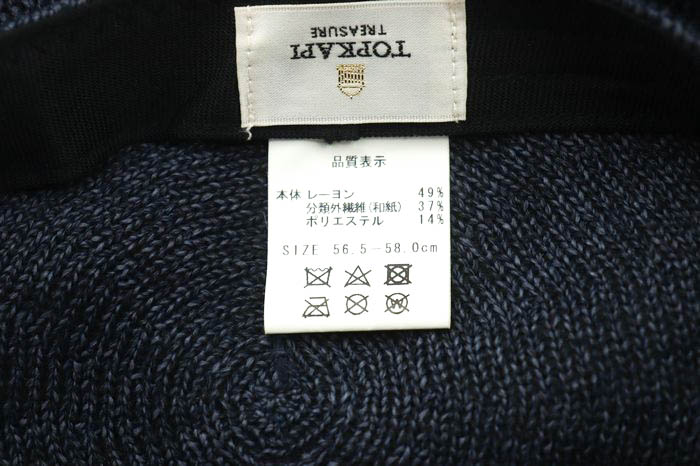 TOPKAPI
TREASURE
品質表示
本体 レーヨン 49%
分類外繊維(和紙) 37%
ポリエステル 14%
SIZE 56.5-58.0cm